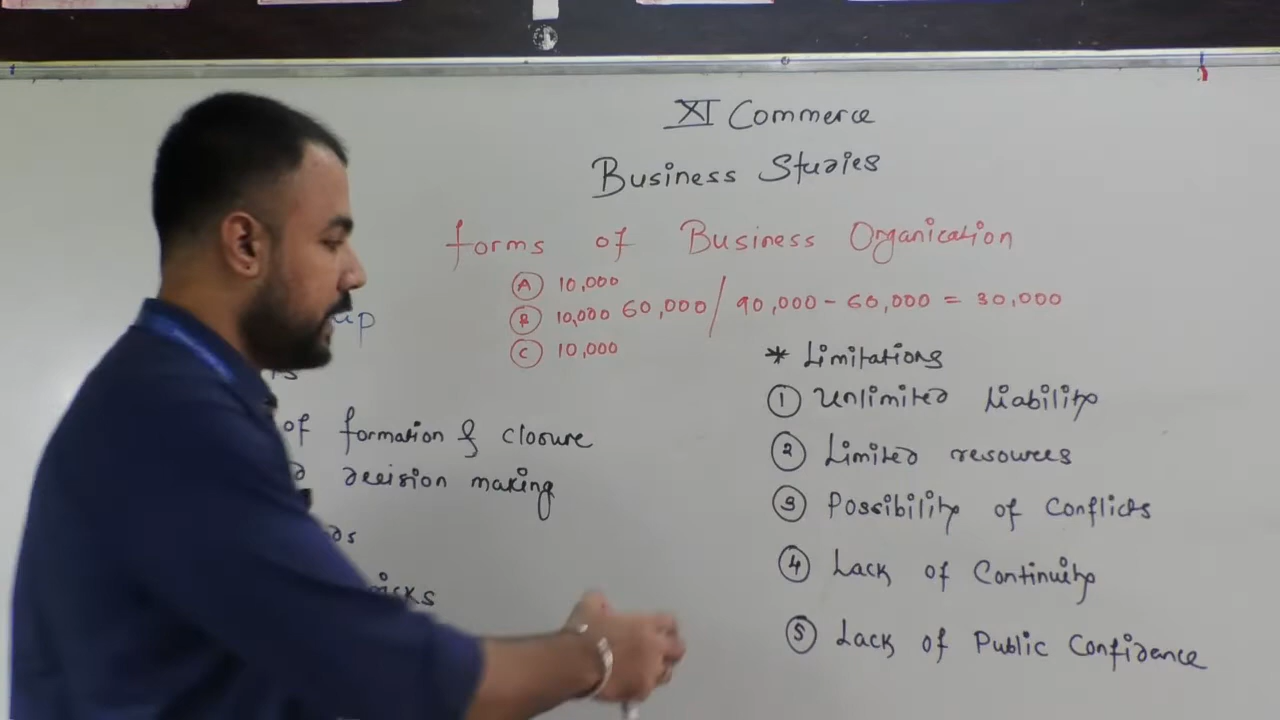 XI Commerce
Business Studies
forms of Business Organization
A 10,000
B 10,000 60,000 / 90,000 - 60,000 = 30,000
C 10,000
of formation & closure
decision making
risks
* Limitations
1 Unlimited Liability
2 Limited resources
3 Possibility of Conflicts
4 Lack of Continuity
5 Lack of Public Confidence